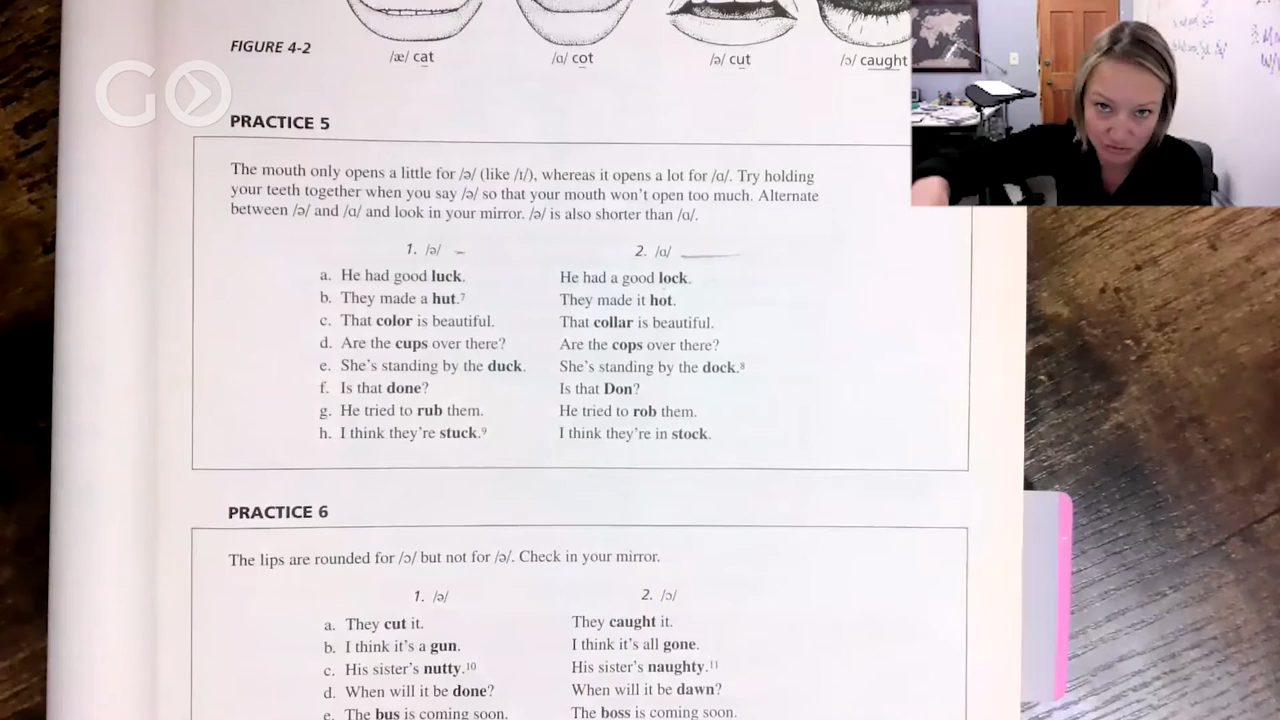 FIGURE 4-2
/æ/ cat
/ɑ/ cot
/ə/ cut
/ɔ/ caught
GO
PRACTICE 5
The mouth only opens a little for /ə/ (like /ɪ/), whereas it opens a lot for /ɑ/. Try holding
your teeth together when you say /ə/ so that your mouth won't open too much. Alternate
between /ə/ and /ɑ/ and look in your mirror. /ə/ is also shorter than /ɑ/.
1. /ə/ 2. /ɑ/
a. He had good luck. He had a good lock.
b. They made a hut.⁷ They made it hot.
c. That color is beautiful. That collar is beautiful.
d. Are the cups over there? Are the cops over there?
e. She's standing by the duck. She's standing by the dock.⁸
f. Is that done? Is that Don?
g. He tried to rub them. He tried to rob them.
h. I think they're stuck.⁹ I think they're in stock.
PRACTICE 6
The lips are rounded for /ɔ/ but not for /ə/. Check in your mirror.
1. /ə/ 2. /ɔ/
a. They cut it. They caught it.
b. I think it's a gun. I think it's all gone.
c. His sister's nutty.¹⁰ His sister's naughty.¹¹
d. When will it be done? When will it be dawn?
e. The bus is coming soon. The boss is coming soon.